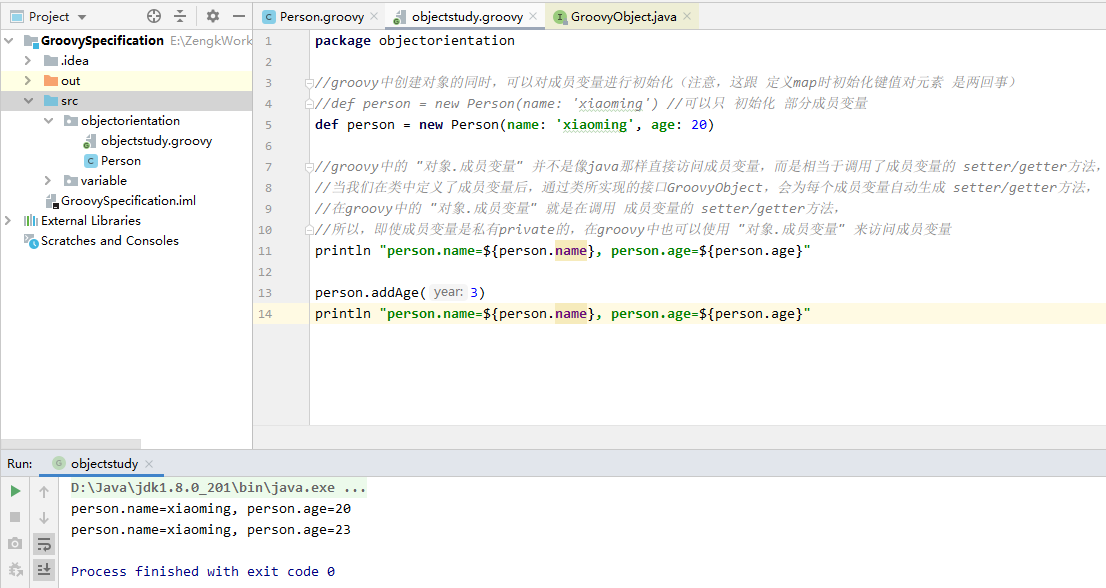 Project
Person.groovy
objectstudy.groovy
GroovyObject.java
GroovySpecification E:\ZengkWork
.idea
out
src
objectorientation
objectstudy.groovy
Person
variable
GroovySpecification.iml
External Libraries
Scratches and Consoles
1 package objectorientation
2
3 //groovy中创建对象的同时，可以对成员变量进行初始化（注意，这跟 定义map时初始化键值对元素 是两回事）
4 //def person = new Person(name: 'xiaoming') //可以只 初始化 部分成员变量
5 def person = new Person(name: 'xiaoming', age: 20)
6
7 //groovy中的 "对象.成员变量" 并不是像java那样直接访问成员变量，而是相当于调用了成员变量的 setter/getter方法，
8 //当我们在类中定义了成员变量后，通过类所实现的接口GroovyObject，会为每个成员变量自动生成 setter/getter方法，
9 //在groovy中的 "对象.成员变量" 就是在调用 成员变量的 setter/getter方法，
10 //所以，即使成员变量是私有private的，在groovy中也可以使用 "对象.成员变量" 来访问成员变量
11 println "person.name=${person.name}, person.age=${person.age}"
12
13 person.addAge( year: 3)
14 println "person.name=${person.name}, person.age=${person.age}"
Run: objectstudy
D:\Java\jdk1.8.0_201\bin\java.exe ...
person.name=xiaoming, person.age=20
person.name=xiaoming, person.age=23
Process finished with exit code 0